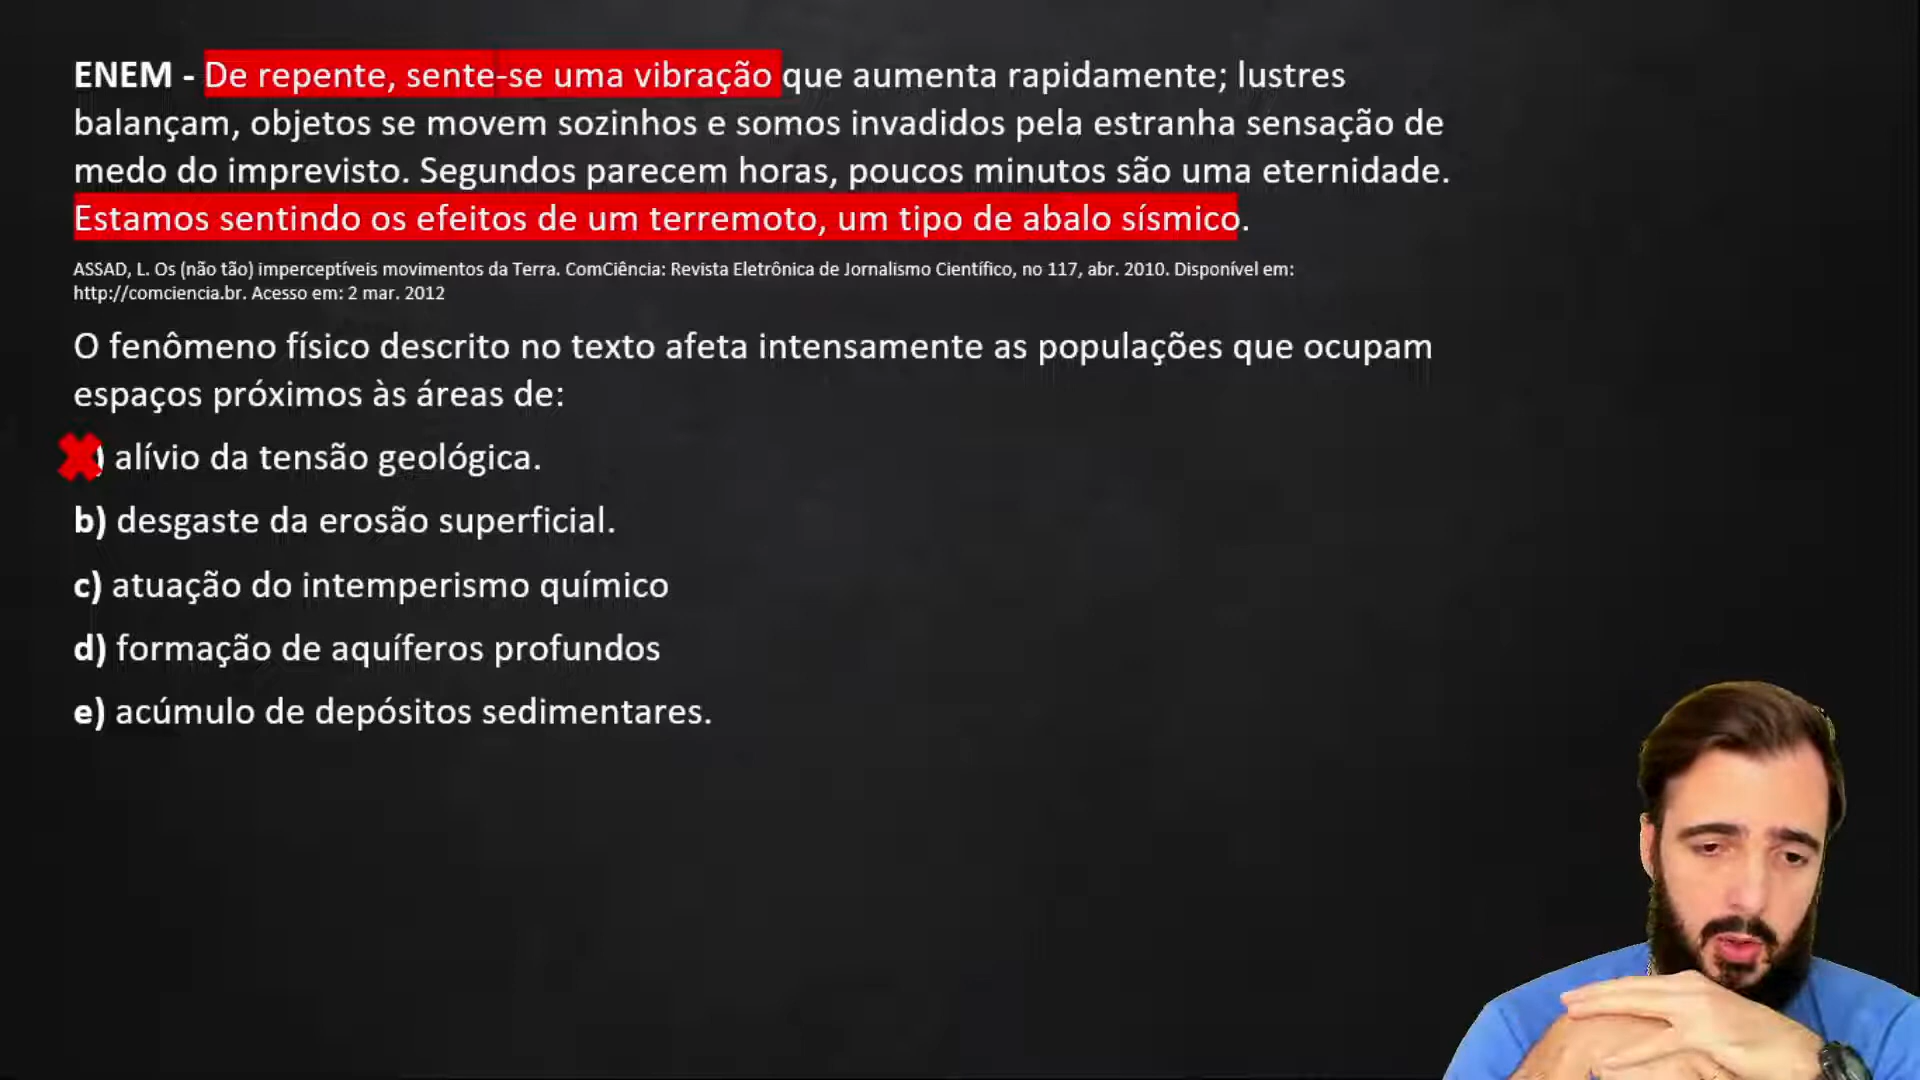 ENEM - De repente, sente-se uma vibração que aumenta rapidamente; lustres
balançam, objetos se movem sozinhos e somos invadidos pela estranha sensação de
medo do imprevisto. Segundos parecem horas, poucos minutos são uma eternidade.
Estamos sentindo os efeitos de um terremoto, um tipo de abalo sísmico.
ASSAD, L. Os (não tão) imperceptíveis movimentos da Terra. ComCiência: Revista Eletrônica de Jornalismo Científico, no 117, abr. 2010. Disponível em:
http://comciencia.br. Acesso em: 2 mar. 2012
O fenômeno físico descrito no texto afeta intensamente as populações que ocupam
espaços próximos às áreas de:
) alívio da tensão geológica.
b) desgaste da erosão superficial.
c) atuação do intemperismo químico
d) formação de aquíferos profundos
e) acúmulo de depósitos sedimentares.